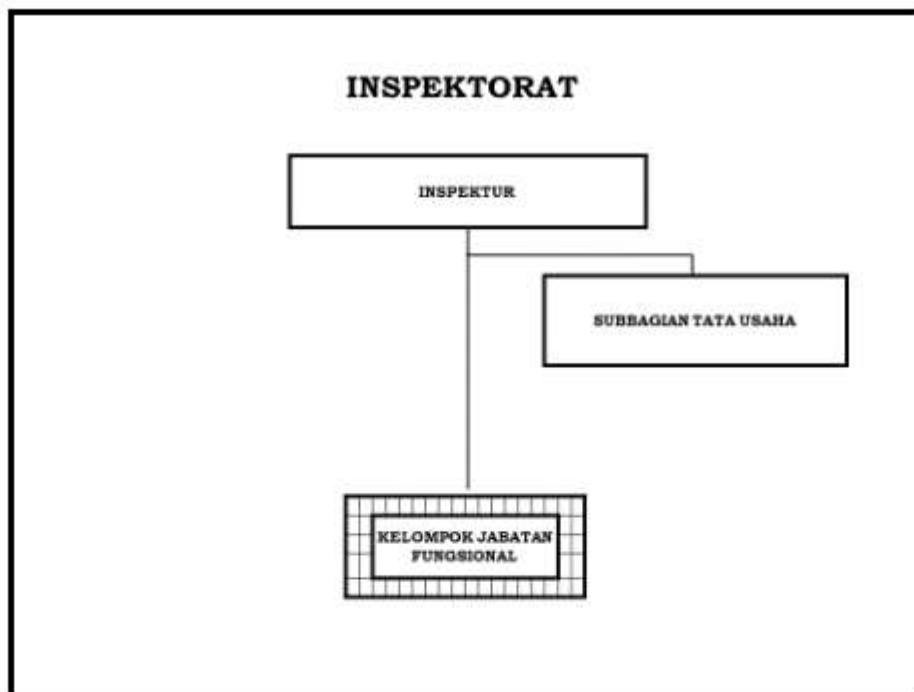 INSPEKTORAT
INSPEKTUR
SUBBAGIAN TATA USAHA
KELOMPOK JABATAN
FUNGSIONAL